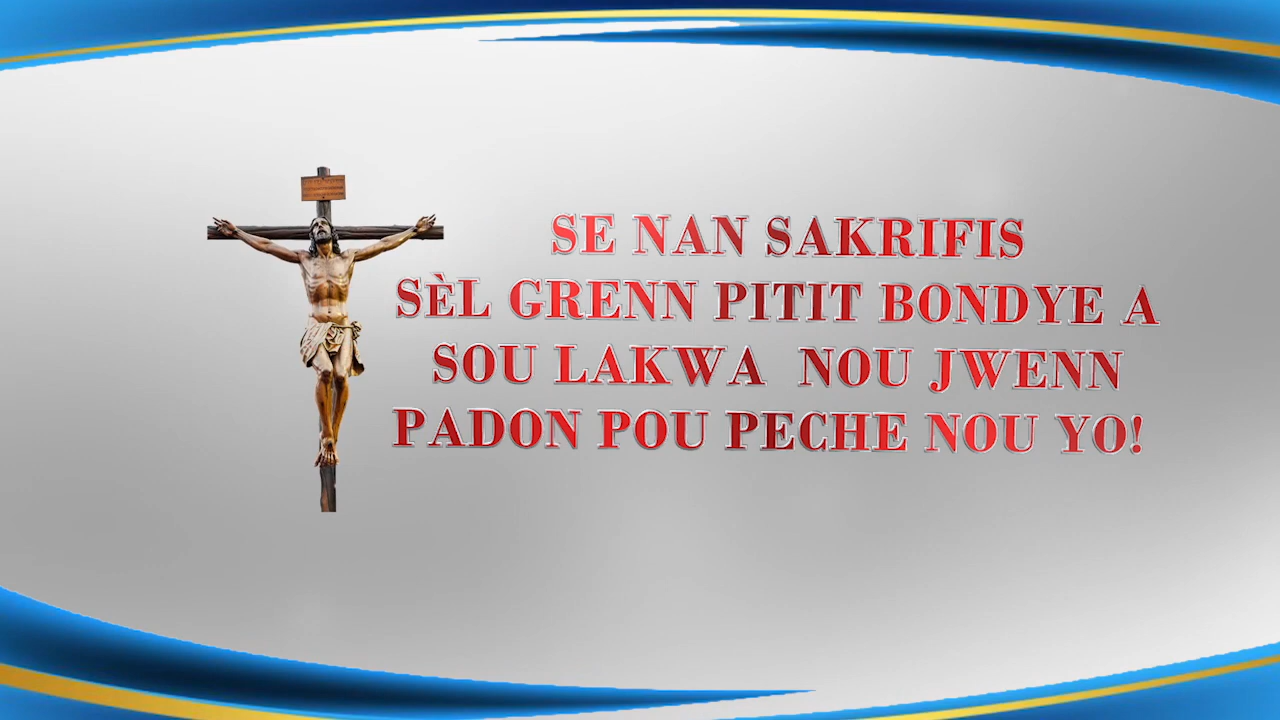 SE NAN SAKRIFIS
SÈL GRENN PITIT BONDYE A
SOU LAKWA NOU JWENN
PADON POU PECHE NOU YO!